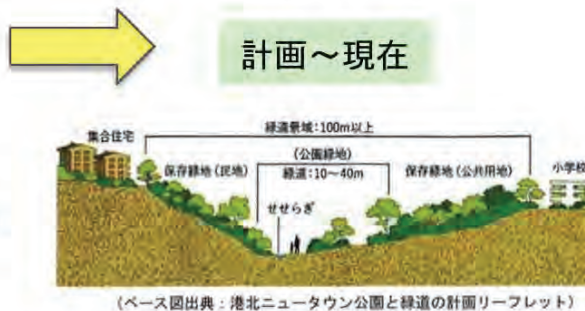 計画～現在
緑道景域：100m以上
集合住宅
(公園緑地)
保存緑地（民地）
緑道：10～40m
保存緑地（公共用地）
小学校
せせらぎ
（ベース図出典：港北ニュータウン公園と緑道の計画リーフレット）